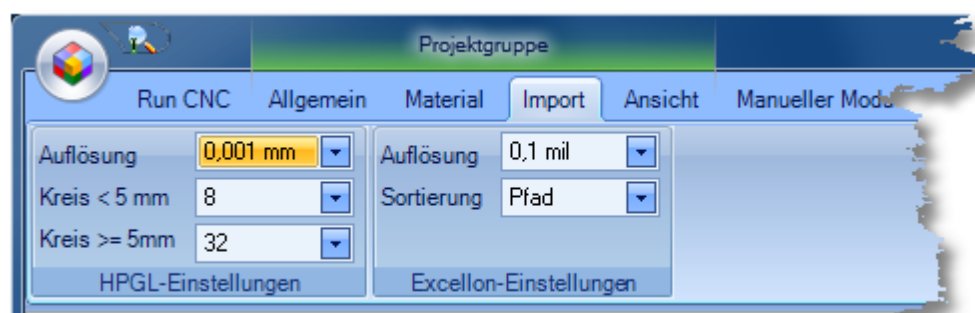 Projektgruppe
Run CNC Allgemein Material Import Ansicht Manueller Modu
Auflösung 0,001 mm Auflösung 0,1 mil
Kreis < 5 mm 8 Sortierung Pfad
Kreis >= 5mm 32
HPGL-Einstellungen Excellon-Einstellungen